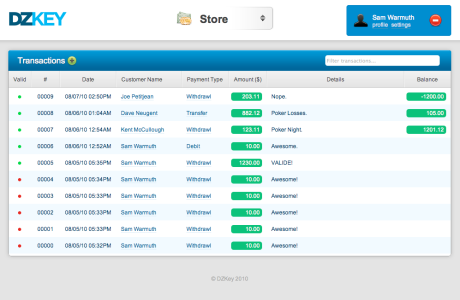 DZKEY
Store
Sam Warmuth
profile settings
Transactions
Filter transactions...
Valid # Date Customer Name Payment Type Amount ($) Details Balance
00009 08/07/10 02:50PM Joe Petitjean Withdrawl 203.11 Nope. -1200.00
00008 08/06/10 01:04AM Dave Neugent Transfer 882.12 Poker Losses. 105.00
00007 08/06/10 12:54AM Kent McCullough Withdrawl 123.11 Poker Night. 1201.12
00006 08/06/10 12:52AM Sam Warmuth Debit 10.00 Awesome.
00005 08/05/10 05:35PM Sam Warmuth Withdrawl 1230.00 VALIDE!
00004 08/05/10 05:34PM Sam Warmuth Withdrawl 10.00 Awesome!
00003 08/05/10 05:33PM Sam Warmuth Withdrawl 10.00 Awesome!
00002 08/05/10 05:33PM Sam Warmuth Withdrawl 10.00 Awesome!
00001 08/05/10 05:33PM Sam Warmuth Withdrawl 10.00 Awesome!
00000 08/05/10 05:32PM Sam Warmuth Withdrawl 10.00 Awesome!
© DZKey 2010